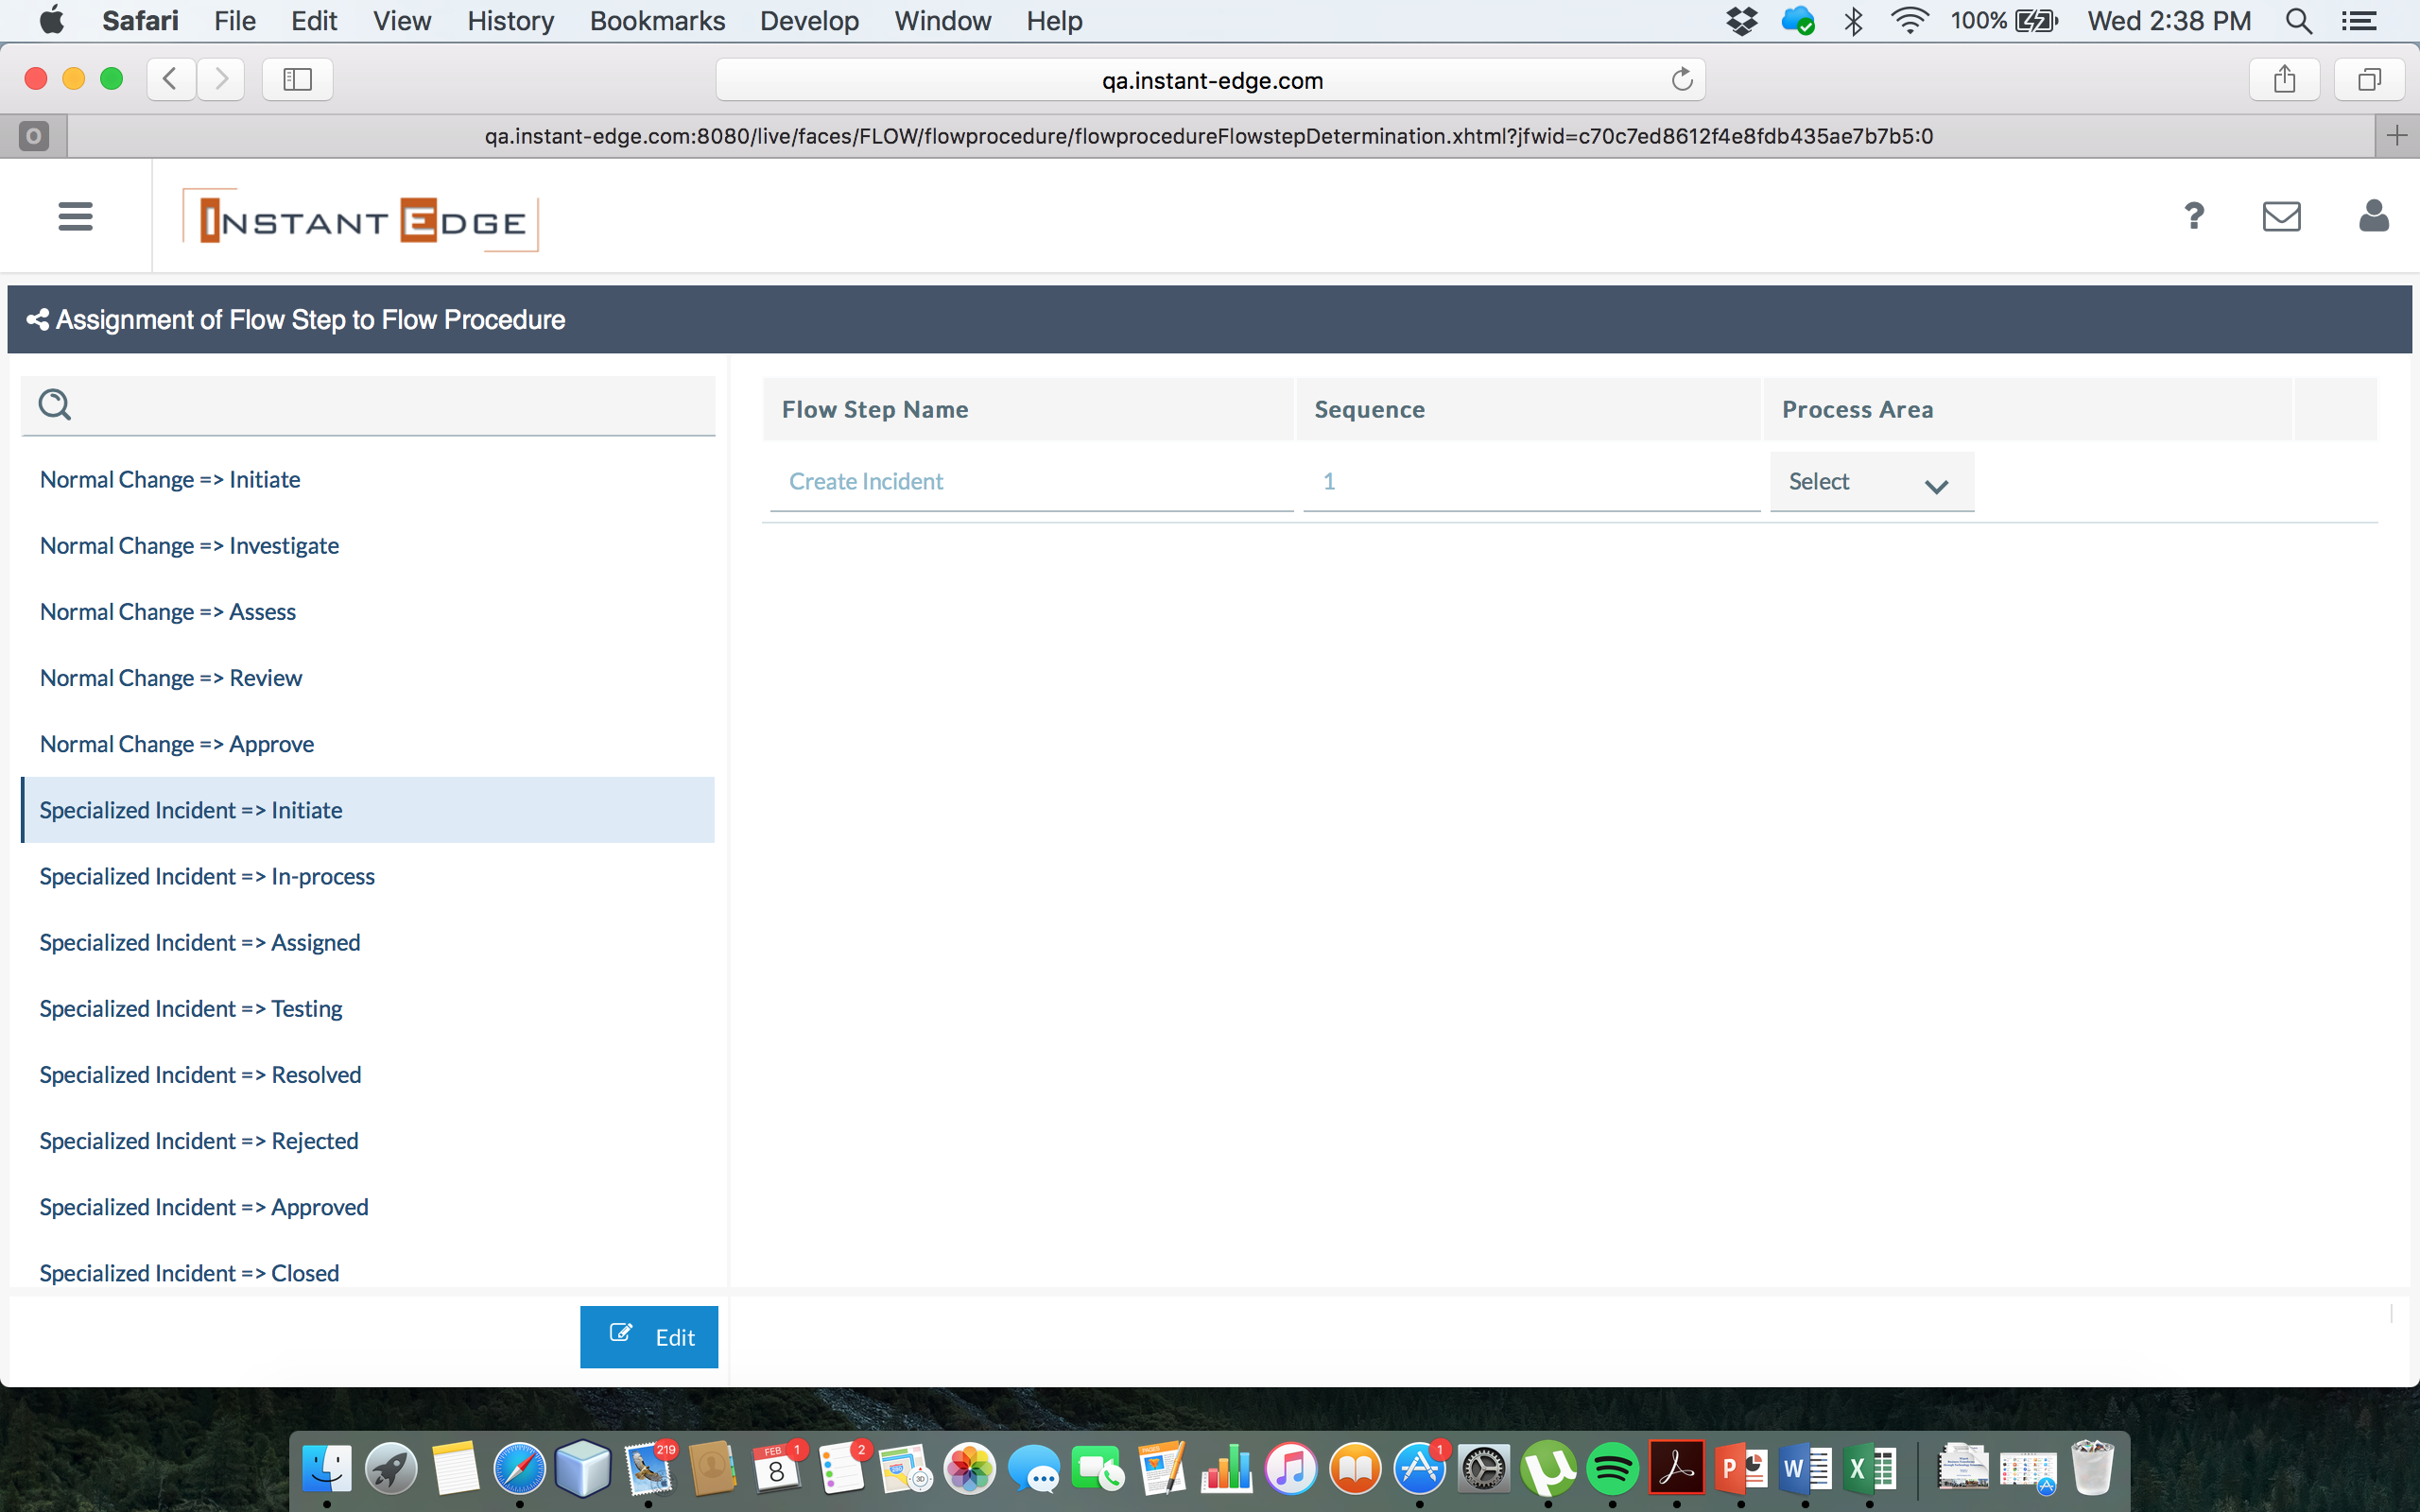 Safari File Edit View History Bookmarks Develop Window Help 100% Wed 2:38 PM
qa.instant-edge.com
O qa.instant-edge.com:8080/live/faces/FLOW/flowprocedure/flowprocedureFlowstepDetermination.xhtml?jfwid=c70c7ed8612f4e8fdb435ae7b7b5:0
INSTANT EDGE ?
Assignment of Flow Step to Flow Procedure
Flow Step Name Sequence Process Area
Create Incident 1 Select
Normal Change => Initiate
Normal Change => Investigate
Normal Change => Assess
Normal Change => Review
Normal Change => Approve
Specialized Incident => Initiate
Specialized Incident => In-process
Specialized Incident => Assigned
Specialized Incident => Testing
Specialized Incident => Resolved
Specialized Incident => Rejected
Specialized Incident => Approved
Specialized Incident => Closed
Edit
219 FEB 8 1 2 3D PAGES 1 P W X